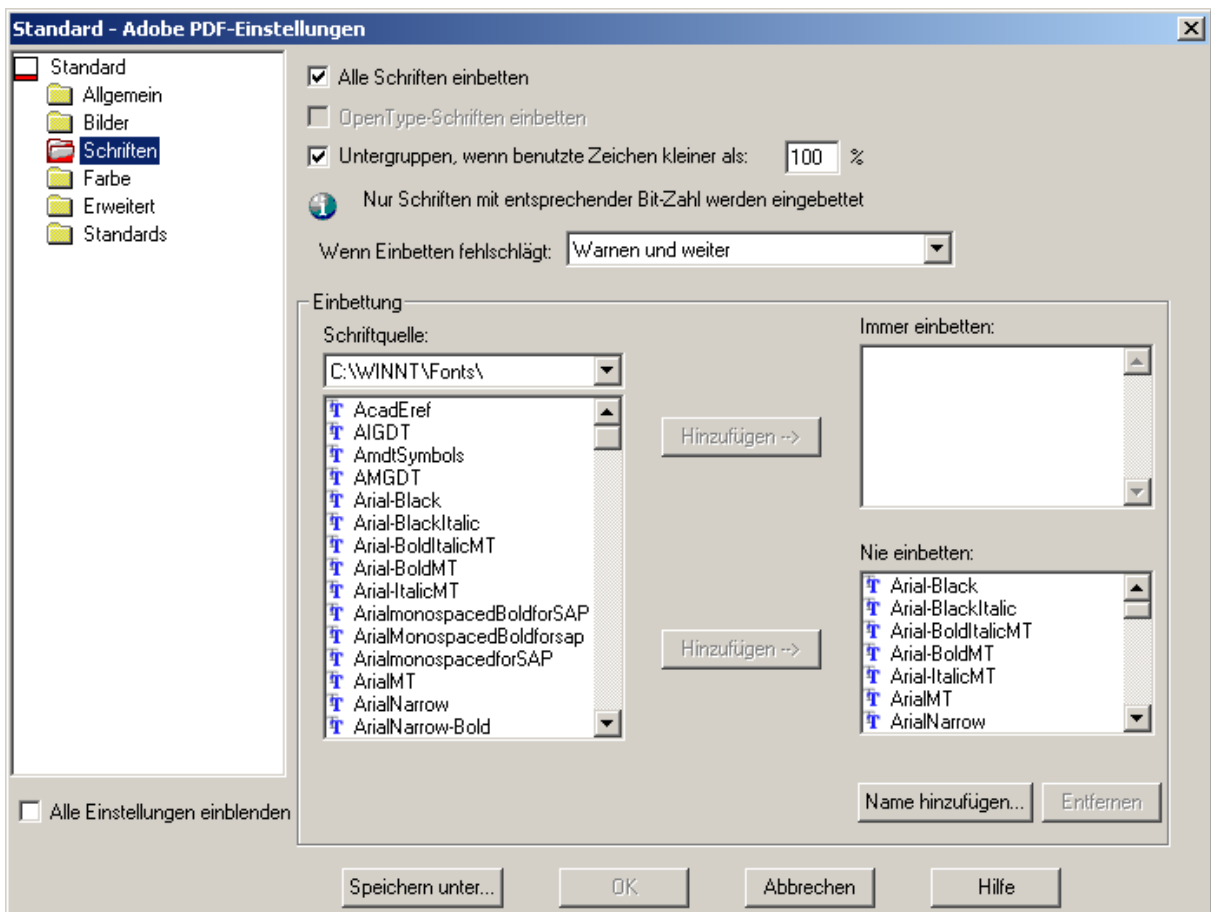 Standard - Adobe PDF-Einstellungen
Standard
Allgemein
Bilder
Schriften
Farbe
Erweitert
Standards
Alle Einstellungen einblenden
Alle Schriften einbetten
OpenType-Schriften einbetten
Untergruppen, wenn benutzte Zeichen kleiner als: 100 %
Nur Schriften mit entsprechender Bit-Zahl werden eingebettet
Wenn Einbetten fehlschlägt: Warnen und weiter
Einbettung
Schriftquelle:
C:\WINNT\Fonts\
AcadEref
AIGDT
AmdtSymbols
AMGDT
Arial-Black
Arial-BlackItalic
Arial-BoldItalicMT
Arial-BoldMT
Arial-ItalicMT
ArialmonospacedBoldforSAP
ArialMonospacedBoldforsap
ArialmonospacedforSAP
ArialMT
ArialNarrow
ArialNarrow-Bold
Hinzufügen -->
Hinzufügen -->
Immer einbetten:
Nie einbetten:
Arial-Black
Arial-BlackItalic
Arial-BoldItalicMT
Arial-BoldMT
Arial-ItalicMT
ArialMT
ArialNarrow
Name hinzufügen... Entfernen
Speichern unter... OK Abbrechen Hilfe